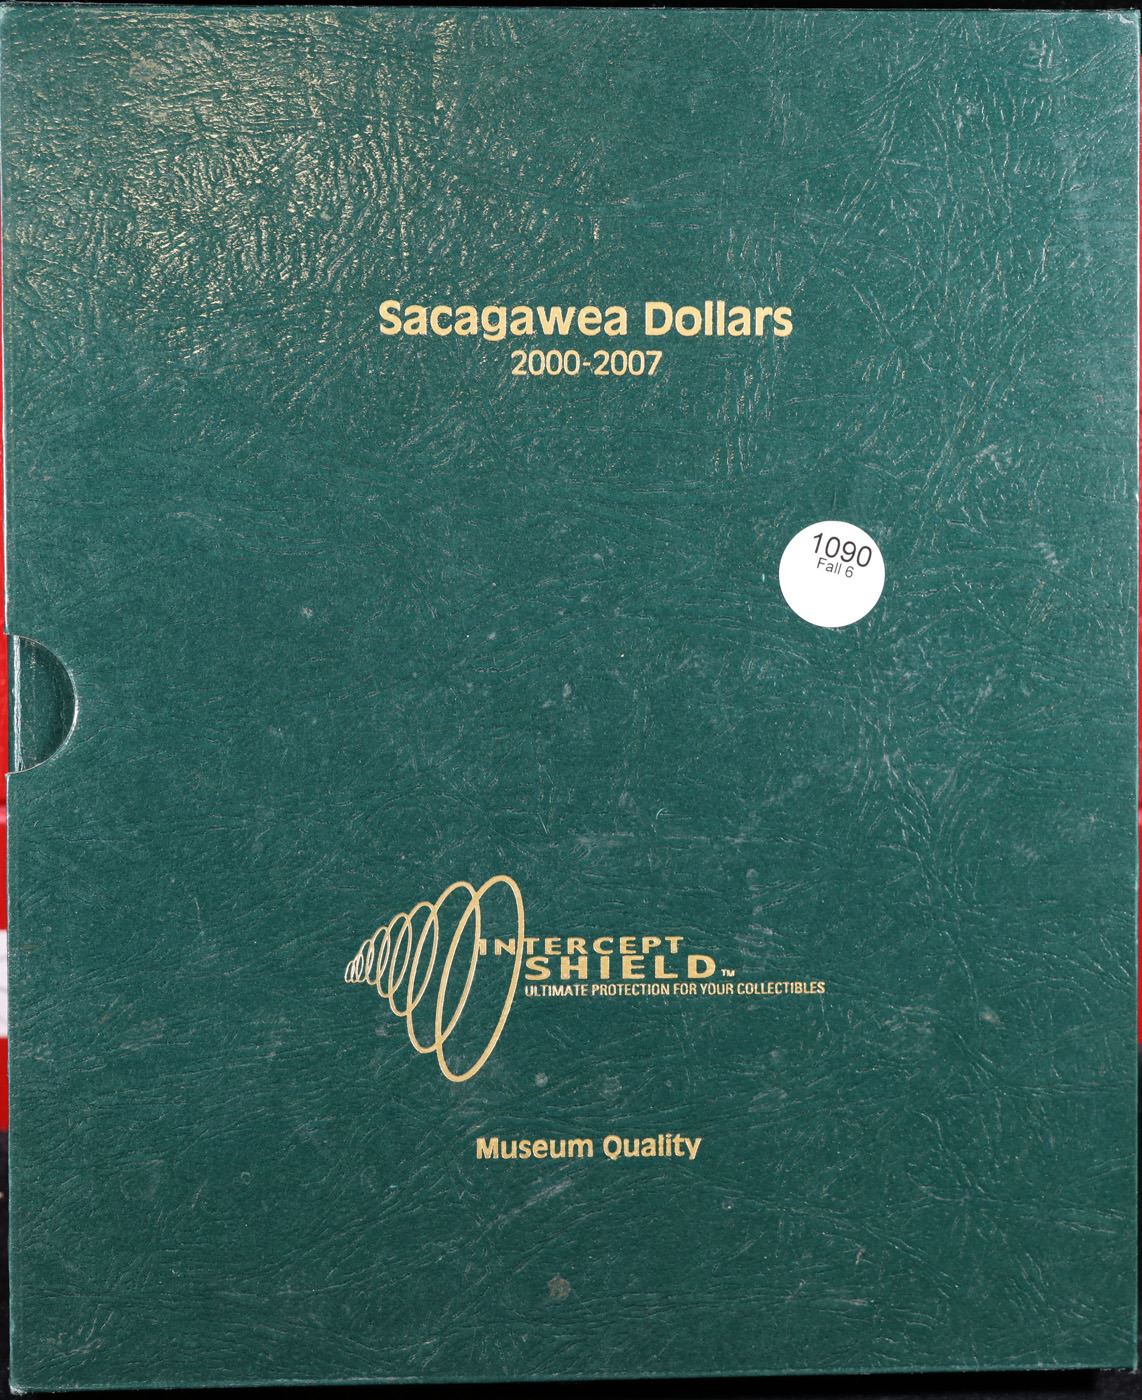 Sacagawea Dollars
2000-2007
1090
Fall 6
INTERCEPT
SHIELD™
ULTIMATE PROTECTION FOR YOUR COLLECTIBLES
Museum Quality